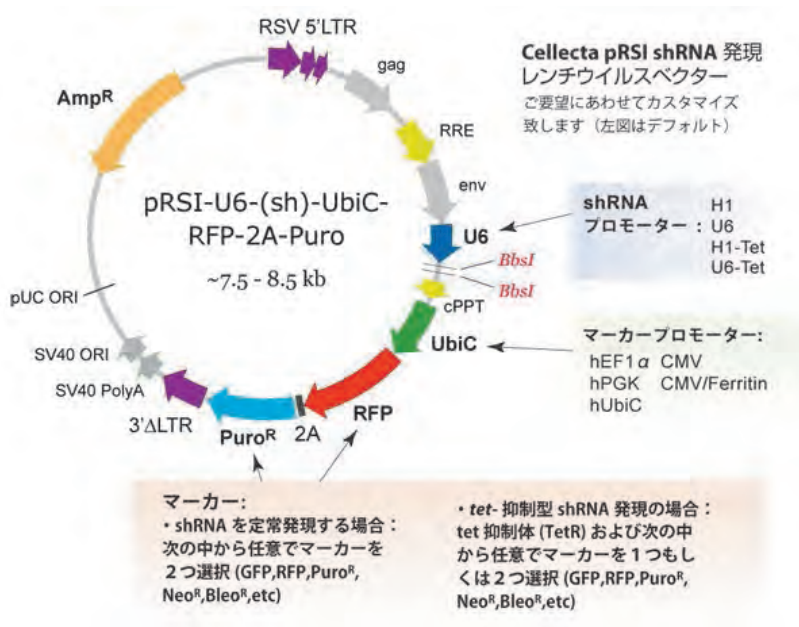 Cellecta pRSI shRNA 発現
レンチウイルスベクター
ご要望にあわせてカスタマイズ
致します（左図はデフォルト）
RSV 5'LTR
gag
RRE
env
U6
BbsI
BbsI
cPPT
UbiC
RFP
2A
Puroᴿ
3'ΔLTR
SV40 PolyA
SV40 ORI
pUC ORI
Ampᴿ
pRSI-U6-(sh)-UbiC-
RFP-2A-Puro
~7.5 - 8.5 kb
shRNA H1
プロモーター： U6
H1-Tet
U6-Tet
マーカープロモーター:
hEF1α CMV
hPGK CMV/Ferritin
hUbiC
マーカー:
・shRNA を定常発現する場合：
次の中から任意でマーカーを
２つ選択 (GFP,RFP,Puroᴿ,
Neoᴿ,Bleoᴿ,etc)
・tet- 抑制型 shRNA 発現の場合：
tet 抑制体 (TetR) および次の中
から任意でマーカーを１つもし
くは２つ選択 (GFP,RFP,Puroᴿ,
Neoᴿ,Bleoᴿ,etc)